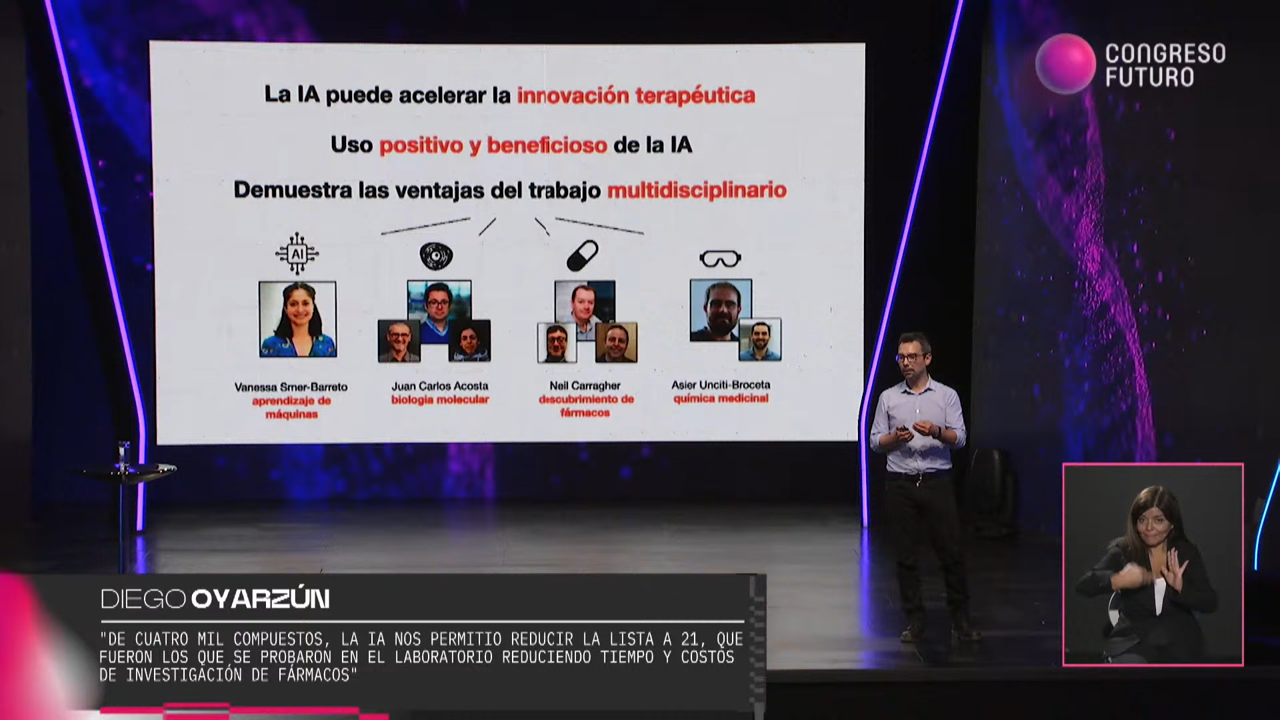 CONGRESO
FUTURO
La IA puede acelerar la innovación terapéutica
Uso positivo y beneficioso de la IA
Demuestra las ventajas del trabajo multidisciplinario
AI
Vanessa Smer-Barreto
aprendizaje de
máquinas
Juan Carlos Acosta
biología molecular
Neil Carragher
descubrimiento de
fármacos
Asier Unciti-Broceta
química medicinal
DIEGO OYARZÚN
"DE CUATRO MIL COMPUESTOS, LA IA NOS PERMITIO REDUCIR LA LISTA A 21, QUE
FUERON LOS QUE SE PROBARON EN EL LABORATORIO REDUCIENDO TIEMPO Y COSTOS
DE INVESTIGACIÓN DE FÁRMACOS"